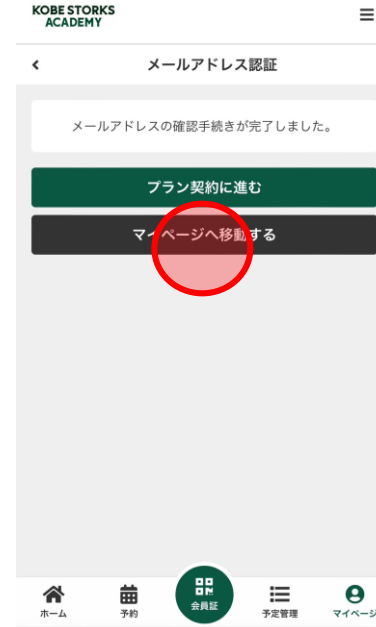 KOBE STORKS
ACADEMY
メールアドレス認証
メールアドレスの確認手続きが完了しました。
プラン契約に進む
マイページへ移動する
ホーム
予約
会員証
予定管理
マイページ